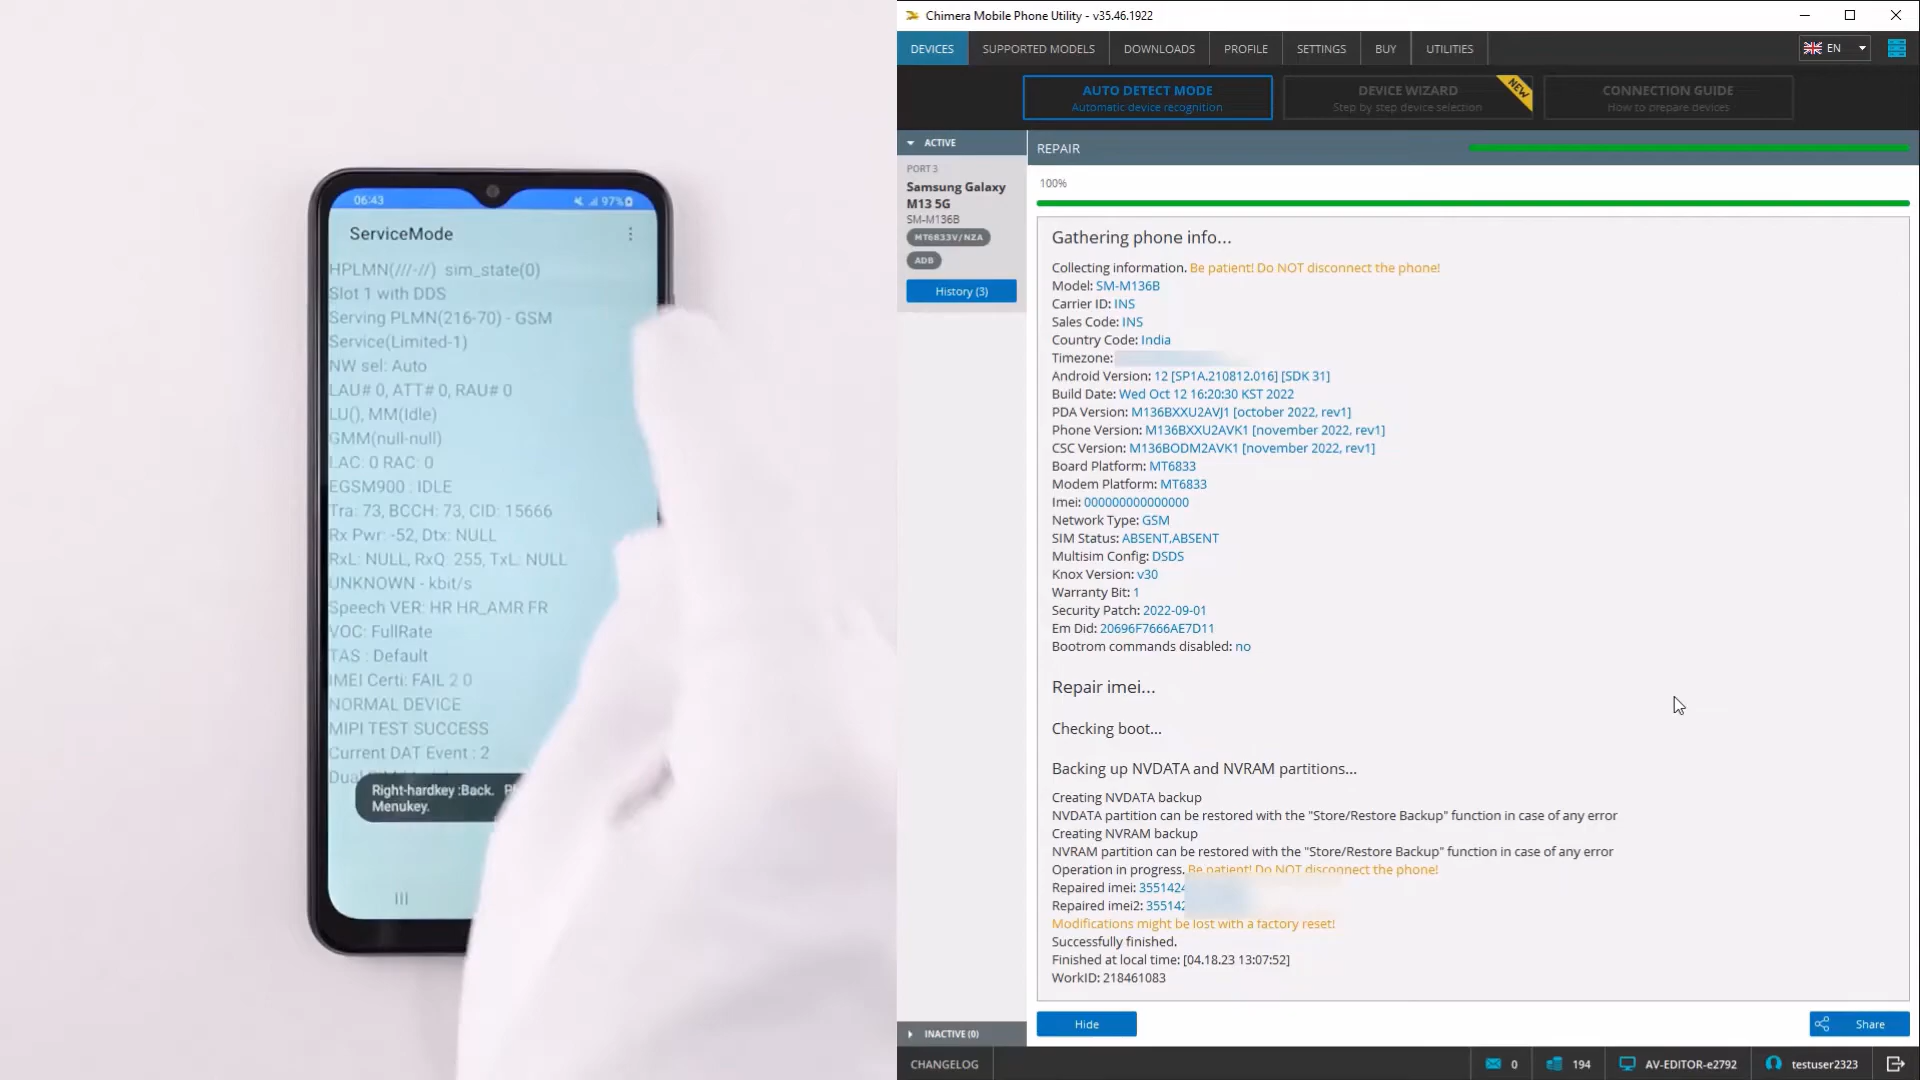 06:43
97%
ServiceMode
HPLMN(///-//) sim_state(0)
Slot 1 with DDS
Serving PLMN(216-70) - GSM
Service(Limited-1)
NW sel: Auto
LAU# 0, ATT# 0, RAU# 0
LU(), MM(Idle)
GMM(null-null)
LAC: 0 RAC: 0
EGSM900 : IDLE
Tra: 73, BCCH: 73, CID: 15666
Rx Pwr: -52, Dtx: NULL
RxL: NULL, RxQ: 255, TxL: NULL
UNKNOWN - kbit/s
Speech VER: HR HR_AMR FR
VOC: FullRate
TAS : Default
IMEI Certi: FAIL 2 0
NORMAL DEVICE
MIPI TEST SUCCESS
Current DAT Event : 2
Right-hardkey :Back.
Menukey.
Chimera Mobile Phone Utility - v35.46.1922
DEVICES SUPPORTED MODELS DOWNLOADS PROFILE SETTINGS BUY UTILITIES EN
AUTO DETECT MODE
Automatic device recognition
DEVICE WIZARD
Step by step device selection
NEW
CONNECTION GUIDE
How to prepare devices
ACTIVE
PORT 3
Samsung Galaxy
M13 5G
SM-M136B
MT6833V/NZA
ADB
History (3)
REPAIR
100%
Gathering phone info...
Collecting information. Be patient! Do NOT disconnect the phone!
Model: SM-M136B
Carrier ID: INS
Sales Code: INS
Country Code: India
Timezone:
Android Version: 12 [SP1A.210812.016] [SDK 31]
Build Date: Wed Oct 12 16:20:30 KST 2022
PDA Version: M136BXXU2AVJ1 [october 2022, rev1]
Phone Version: M136BXXU2AVK1 [november 2022, rev1]
CSC Version: M136BODM2AVK1 [november 2022, rev1]
Board Platform: MT6833
Modem Platform: MT6833
Imei: 000000000000000
Network Type: GSM
SIM Status: ABSENT,ABSENT
Multisim Config: DSDS
Knox Version: v30
Warranty Bit: 1
Security Patch: 2022-09-01
Em Did: 20696F7666AE7D11
Bootrom commands disabled: no
Repair imei...
Checking boot...
Backing up NVDATA and NVRAM partitions...
Creating NVDATA backup
NVDATA partition can be restored with the "Store/Restore Backup" function in case of any error
Creating NVRAM backup
NVRAM partition can be restored with the "Store/Restore Backup" function in case of any error
Operation in progress. Be patient! Do NOT disconnect the phone!
Repaired imei: 3551424
Repaired imei2: 355142
Modifications might be lost with a factory reset!
Successfully finished.
Finished at local time: [04.18.23 13:07:52]
WorkID: 218461083
Hide
Share
INACTIVE (0)
CHANGELOG
0
194
AV-EDITOR-e2792
testuser2323